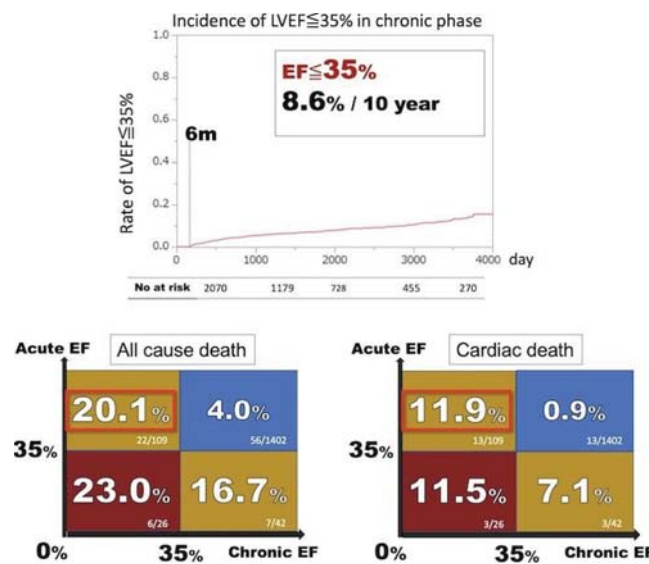 Incidence of LVEF≦35% in chronic phase
Rate of LVEF≦35%
1.0
0.8
0.6
0.4
0.2
0.0
EF≦35%
8.6% / 10 year
6m
0 1000 2000 3000 4000 day
No at risk 2070 1179 728 455 270
Acute EF
All cause death
20.1%
22/109
4.0%
56/1402
35%
23.0%
6/26
16.7%
7/42
0% 35% Chronic EF
Acute EF
Cardiac death
11.9%
13/109
0.9%
13/1402
35%
11.5%
3/26
7.1%
3/42
0% 35% Chronic EF